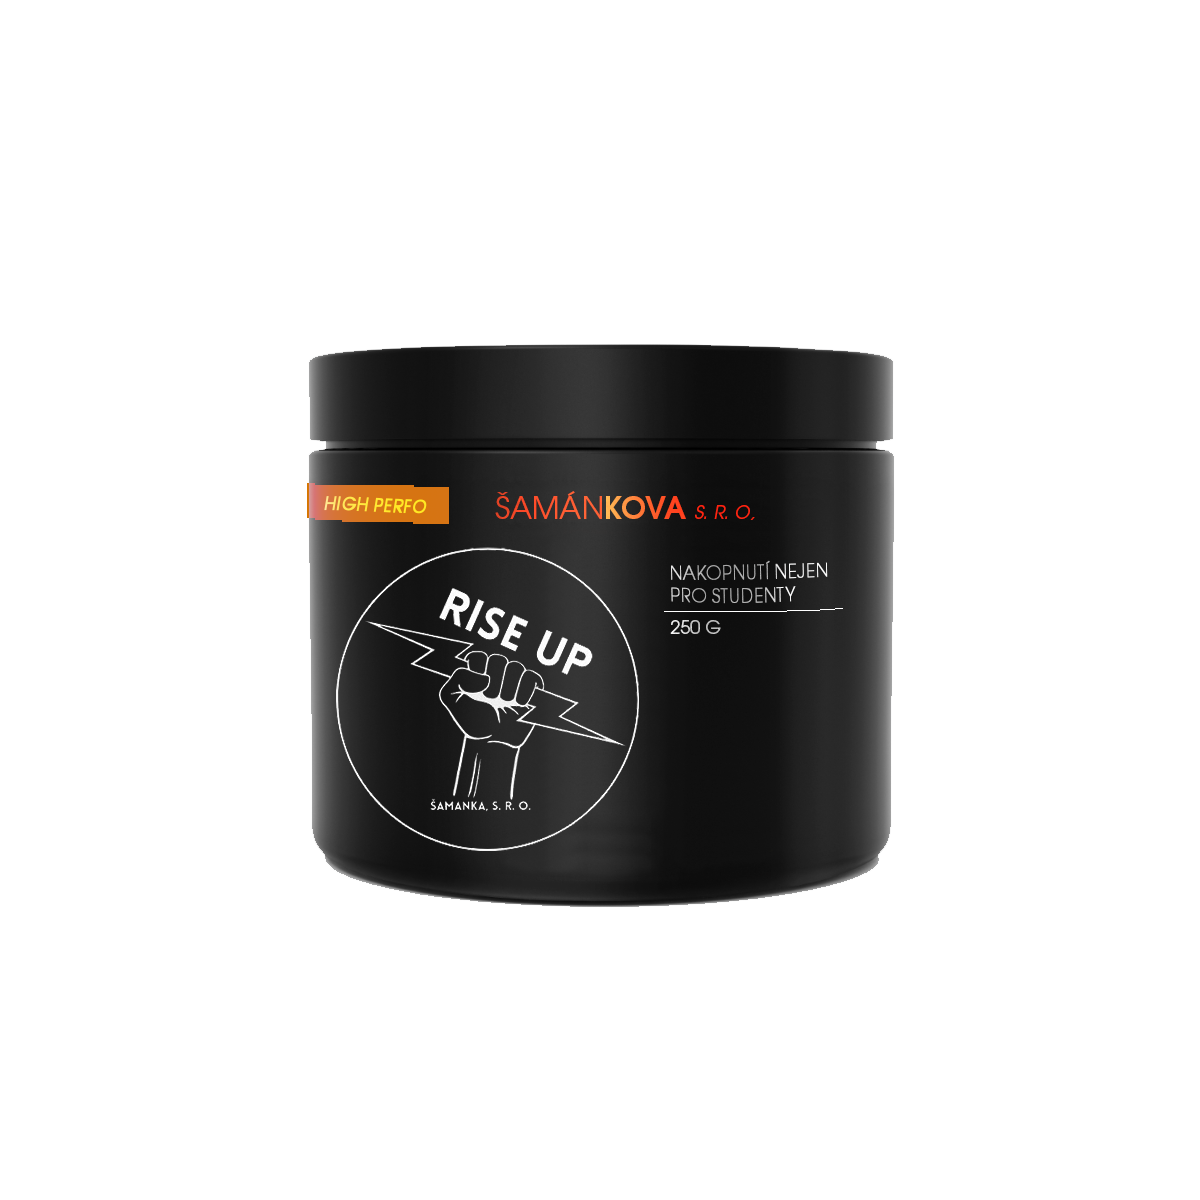 HIGH PERFO
ŠAMÁNKOVA S. R. O,
RISE UP
ŠAMANKA, S. R. O.
NAKOPNUTÍ NEJEN
PRO STUDENTY
250 G